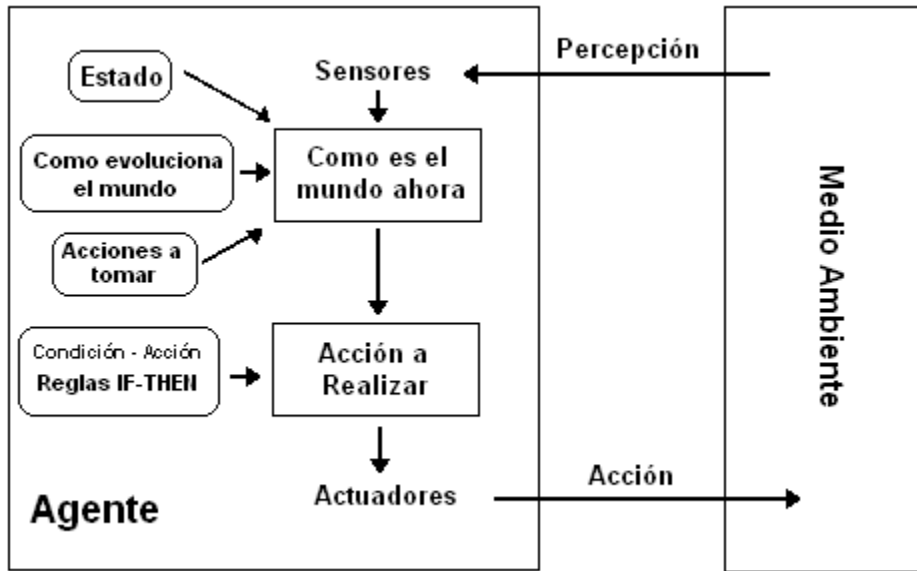 Percepción
Estado
Sensores
Como evoluciona
el mundo
Como es el
mundo ahora
Acciones a
tomar
Condición - Acción
Reglas IF-THEN
Acción a
Realizar
Agente
Actuadores
Acción
Medio Ambiente